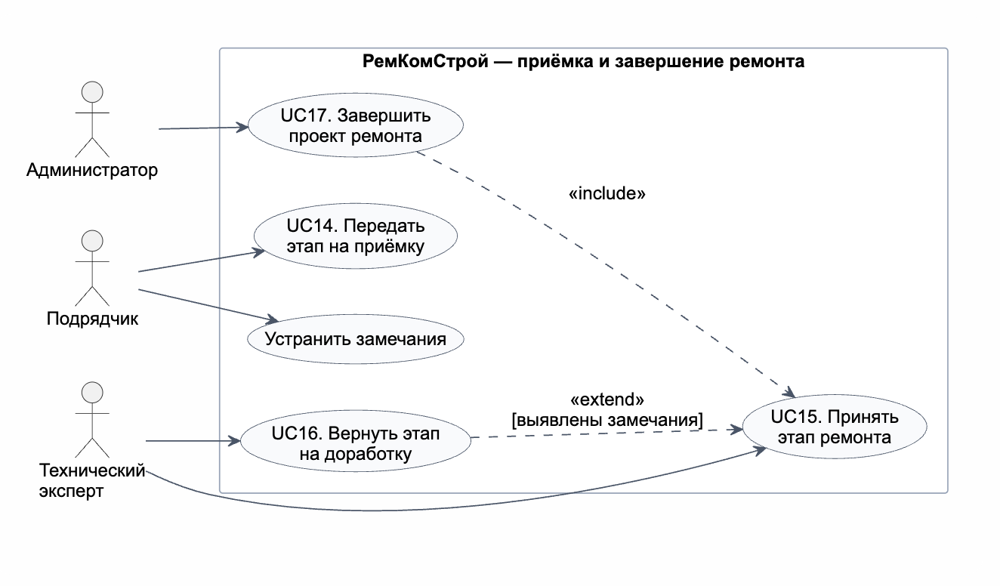 РемКомСтрой — приёмка и завершение ремонта
Администратор
UC17. Завершить
проект ремонта
«include»
UC14. Передать
этап на приёмку
Подрядчик
Устранить замечания
Технический
эксперт
UC16. Вернуть этап
на доработку
«extend»
[выявлены замечания]
UC15. Принять
этап ремонта